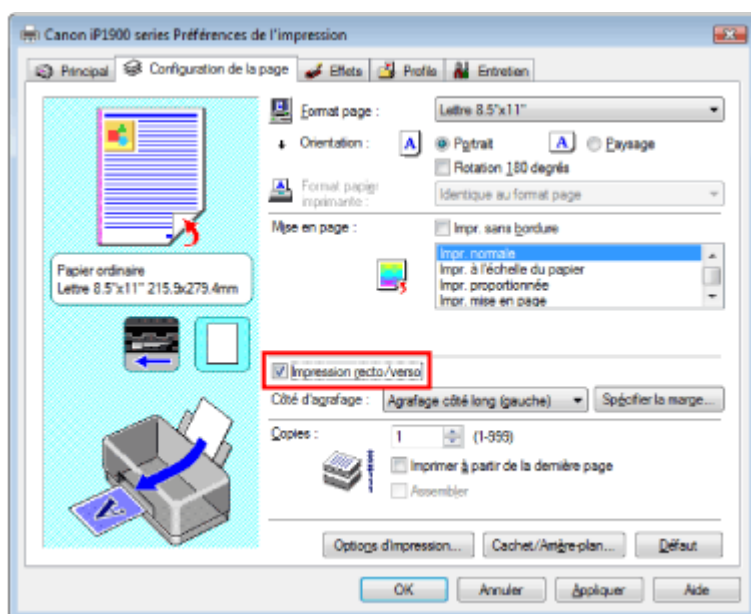 Canon iP1900 series Préférences de l'impression
Principal Configuration de la page Effets Profils Entretien
Format page : Lettre 8.5"x11"
Orientation : A Portrait A Paysage
Rotation 180 degrés
Format papier imprimante : Identique au format page
Mise en page : Impr. sans bordure
Impr. normale
Impr. à l'échelle du papier
Impr. proportionnée
Impr. mise en page
Papier ordinaire
Lettre 8.5"x11" 215.9x279.4mm
Impression recto/verso
Côté d'agrafage : Agrafage côté long (gauche) Spécifier la marge...
Copies : 1 (1-999)
Imprimer à partir de la dernière page
Assembler
Options d'impression... Cachet/Arrière-plan... Défaut
OK Annuler Appliquer Aide